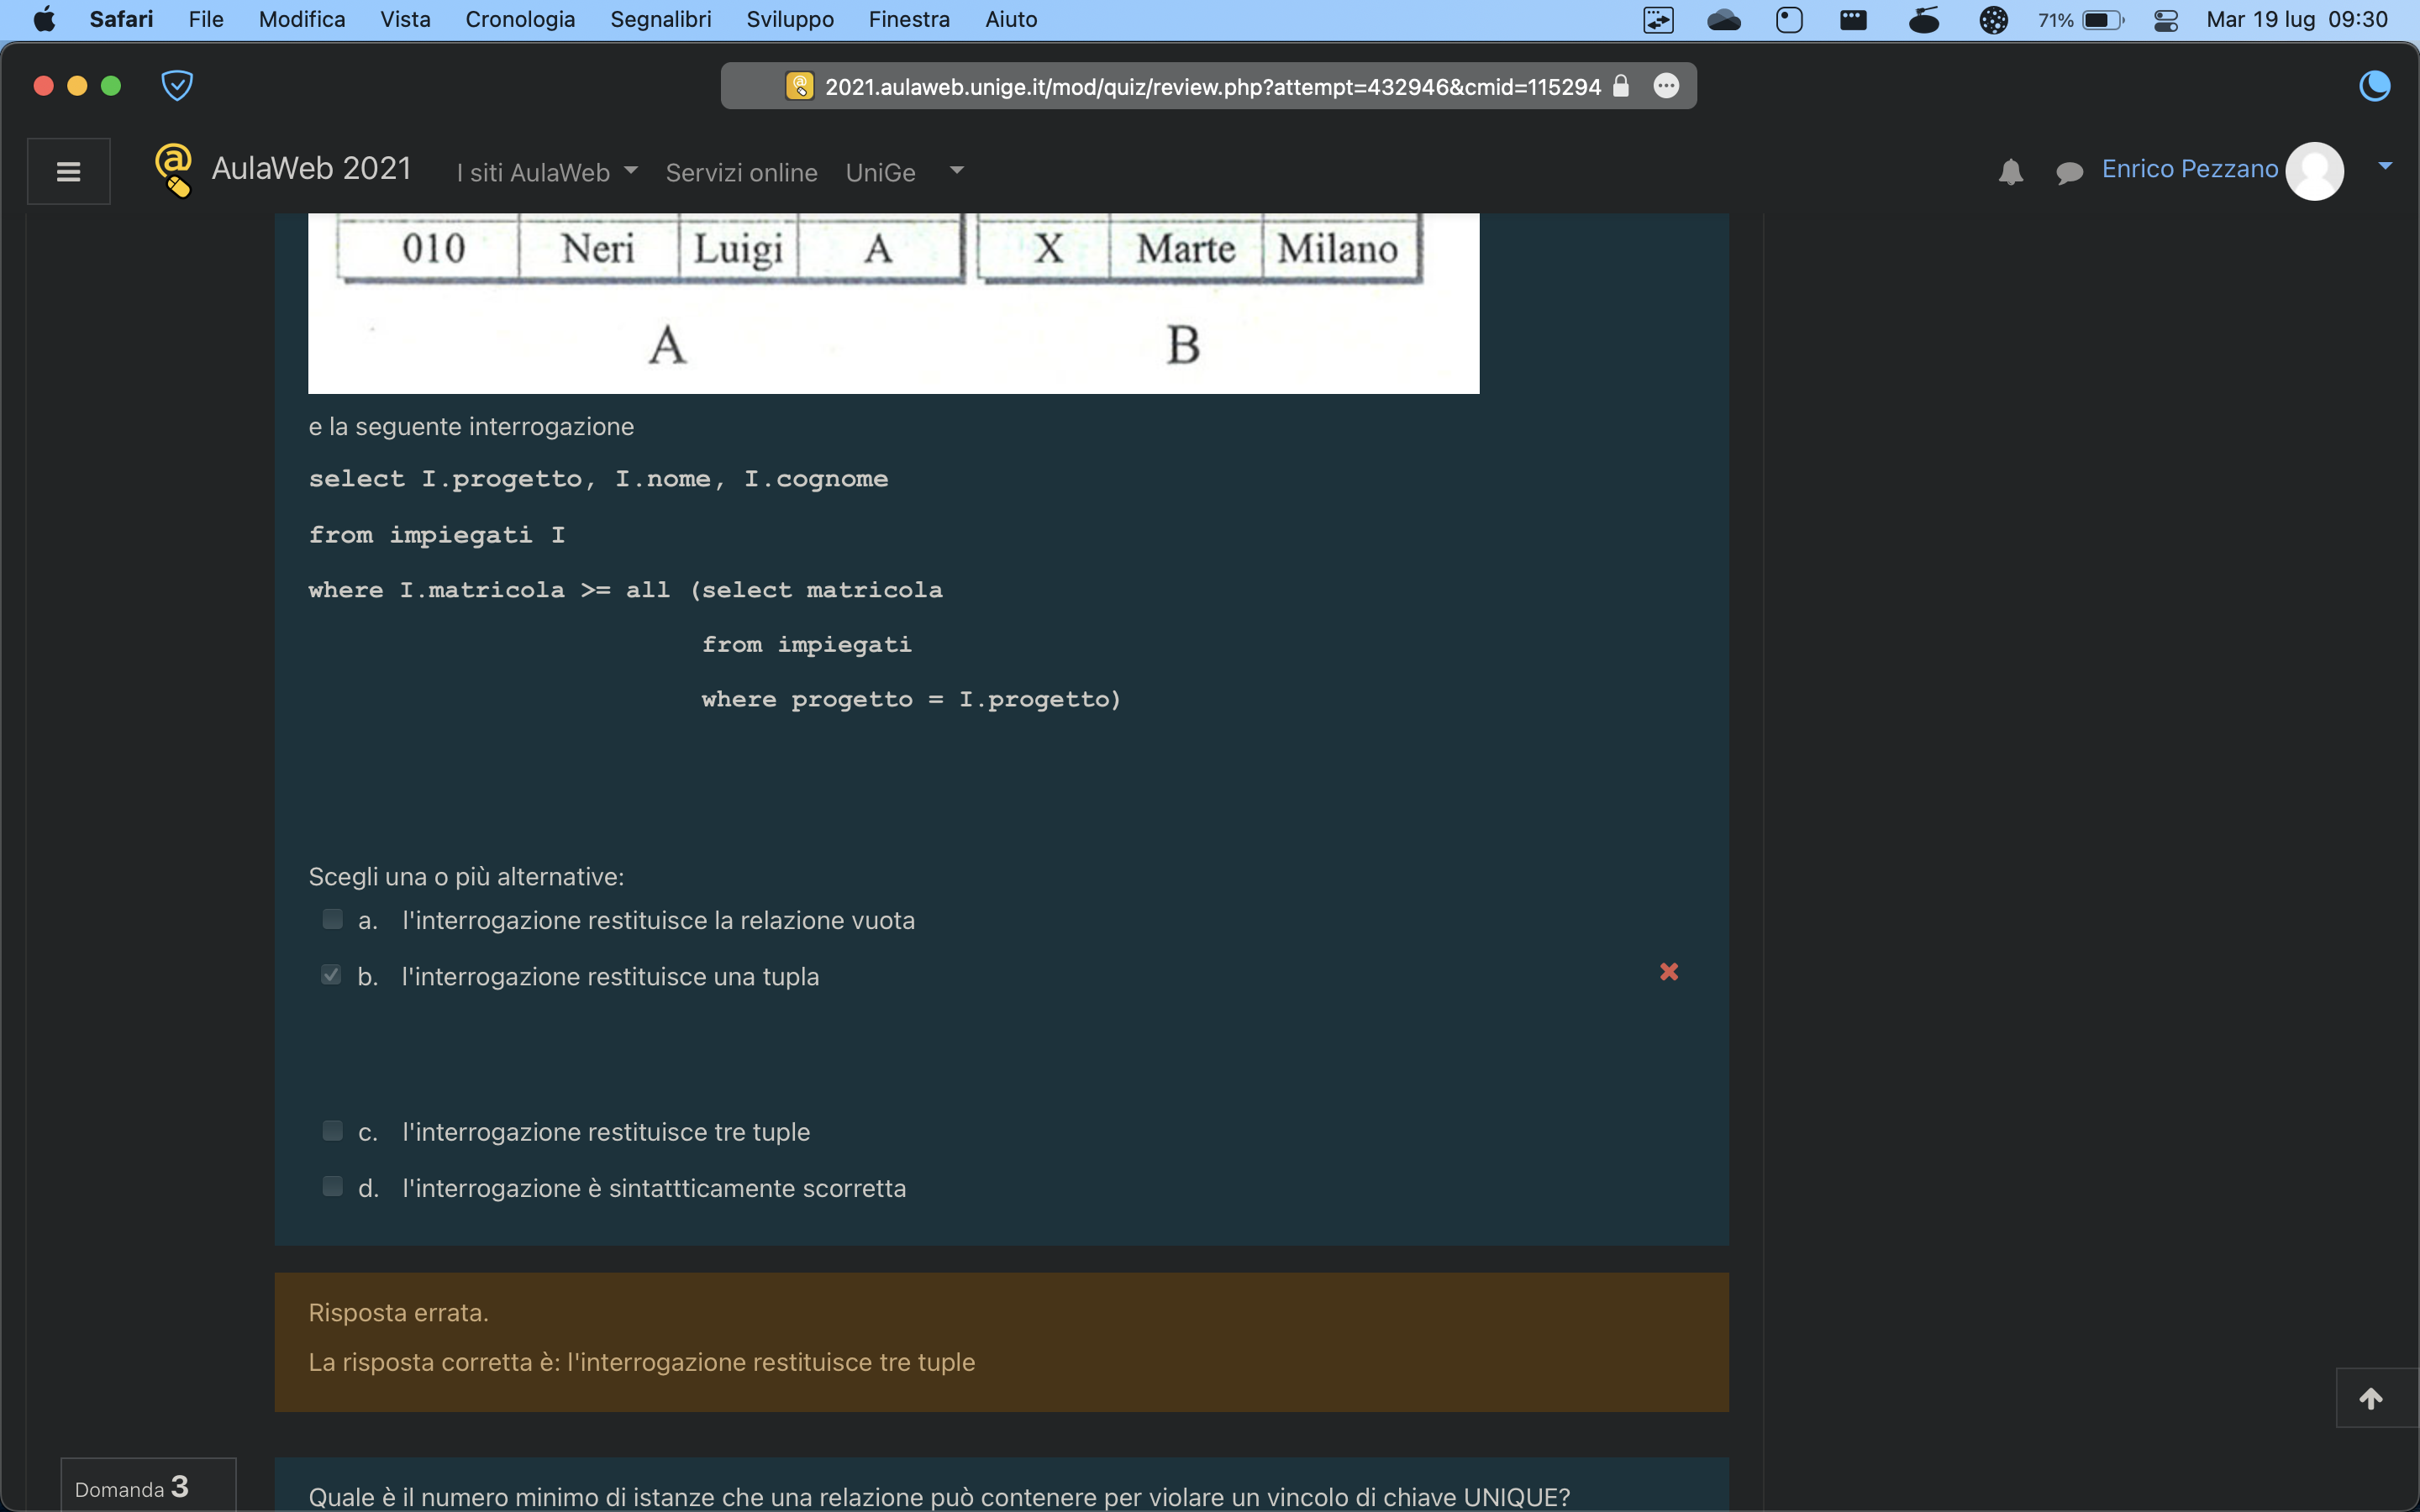 Safari File Modifica Vista Cronologia Segnalibri Sviluppo Finestra Aiuto 71% Mar 19 lug 09:30
2021.aulaweb.unige.it/mod/quiz/review.php?attempt=432946&cmid=115294
AulaWeb 2021 I siti AulaWeb Servizi online UniGe Enrico Pezzano
010 Neri Luigi A X Marte Milano
A B
e la seguente interrogazione
select I.progetto, I.nome, I.cognome
from impiegati I
where I.matricola >= all (select matricola
from impiegati
where progetto = I.progetto)
Scegli una o più alternative:
a. l'interrogazione restituisce la relazione vuota
b. l'interrogazione restituisce una tupla
c. l'interrogazione restituisce tre tuple
d. l'interrogazione è sintattticamente scorretta
Risposta errata.
La risposta corretta è: l'interrogazione restituisce tre tuple
Domanda 3
Quale è il numero minimo di istanze che una relazione può contenere per violare un vincolo di chiave UNIQUE?